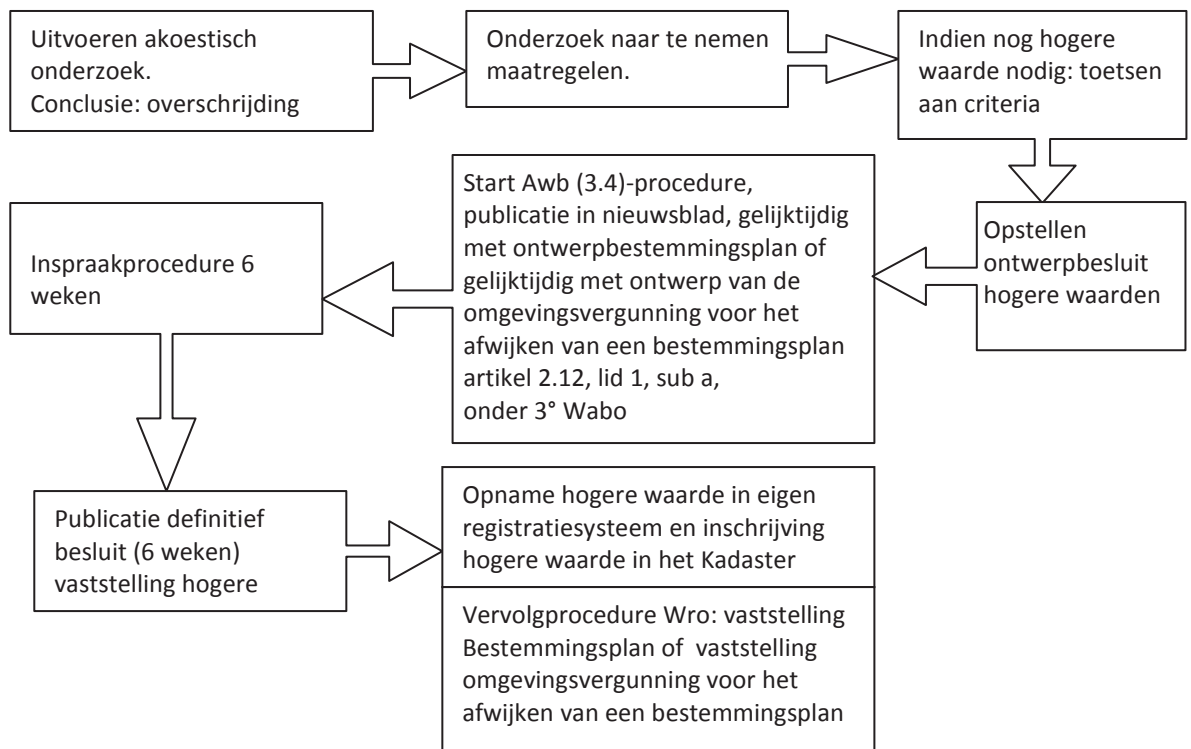 Uitvoeren akoestisch
onderzoek.
Conclusie: overschrijding
Onderzoek naar te nemen
maatregelen.
Indien nog hogere
waarde nodig: toetsen
aan criteria
Opstellen
ontwerpbesluit
hogere waarden
Start Awb (3.4)-procedure,
publicatie in nieuwsblad, gelijktijdig
met ontwerpbestemmingsplan of
gelijktijdig met ontwerp van de
omgevingsvergunning voor het
afwijken van een bestemmingsplan
artikel 2.12, lid 1, sub a,
onder 3° Wabo
Inspraakprocedure 6
weken
Publicatie definitief
besluit (6 weken)
vaststelling hogere
Opname hogere waarde in eigen
registratiesysteem en inschrijving
hogere waarde in het Kadaster
Vervolgprocedure Wro: vaststelling
Bestemmingsplan of vaststelling
omgevingsvergunning voor het
afwijken van een bestemmingsplan